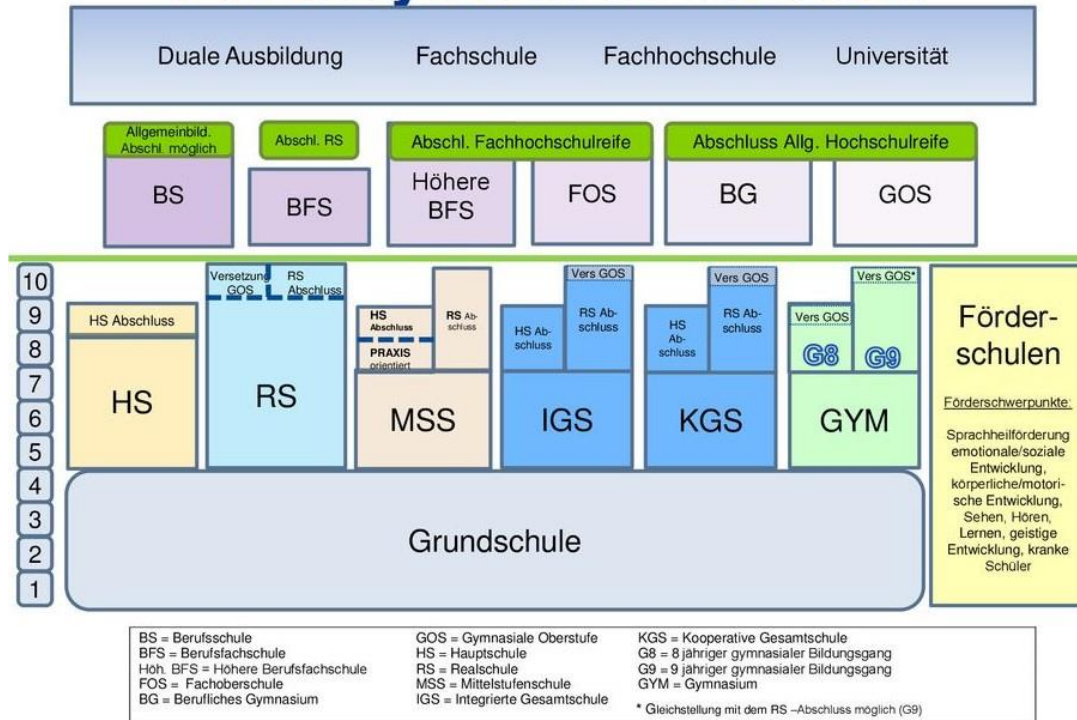 Duale Ausbildung Fachschule Fachhochschule Universität
Allgemeinbild.
Abschl. möglich
BS
Abschl. RS
BFS
Abschl. Fachhochschulreife
Höhere
BFS
FOS
Abschluss Allg. Hochschulreife
BG
GOS
10
9
8
7
6
5
4
3
2
1
HS Abschluss
HS
Versetzung
GOS
RS
Abschluss
RS
HS
Abschluss
PRAXIS
orientiert
RS Ab-
schluss
MSS
HS Ab-
schluss
Vers GOS
RS Ab-
schluss
IGS
HS
Ab-
schluss
Vers GOS
RS Ab-
schluss
KGS
Vers GOS
G8
Vers GOS*
G9
GYM
Förder-
schulen
Förderschwerpunkte:
Sprachheilförderung
emotionale/soziale
Entwicklung,
körperliche/motori-
sche Entwicklung,
Sehen, Hören,
Lernen, geistige
Entwicklung, kranke
Schüler
Grundschule
BS = Berufsschule
BFS = Berufsfachschule
Höh. BFS = Höhere Berufsfachschule
FOS = Fachoberschule
BG = Berufliches Gymnasium
GOS = Gymnasiale Oberstufe
HS = Hauptschule
RS = Realschule
MSS = Mittelstufenschule
IGS = Integrierte Gesamtschule
KGS = Kooperative Gesamtschule
G8 = 8 jähriger gymnasialer Bildungsgang
G9 = 9 jähriger gymnasialer Bildungsgang
GYM = Gymnasium
* Gleichstellung mit dem RS –Abschluss möglich (G9)